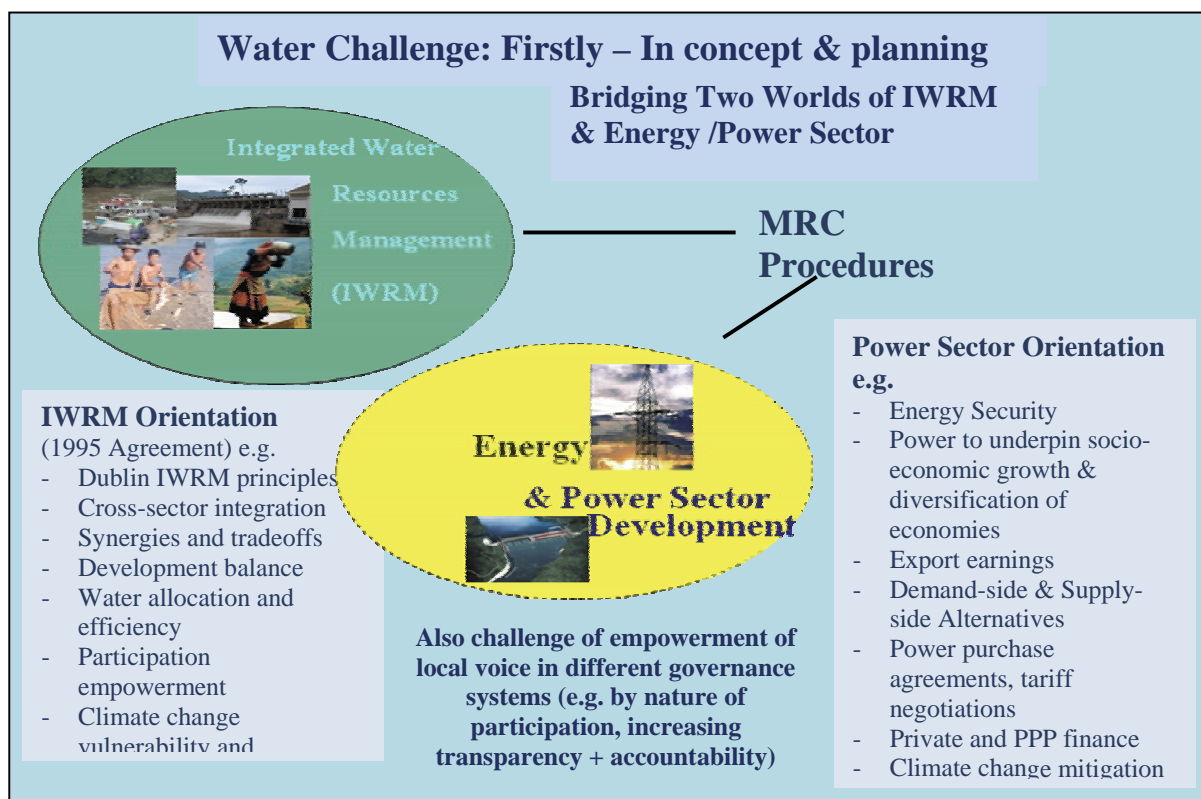 Water Challenge: Firstly – In concept & planning
Bridging Two Worlds of IWRM
& Energy /Power Sector
Integrated Water
Resources
Management
(IWRM)
MRC
Procedures
Energy
& Power Sector
Development
IWRM Orientation
(1995 Agreement) e.g.
- Dublin IWRM principles
- Cross-sector integration
- Synergies and tradeoffs
- Development balance
- Water allocation and
efficiency
- Participation
empowerment
- Climate change
vulnerability and
Also challenge of empowerment of
local voice in different governance
systems (e.g. by nature of
participation, increasing
transparency + accountability)
Power Sector Orientation
e.g.
- Energy Security
- Power to underpin socio-
economic growth &
diversification of
economies
- Export earnings
- Demand-side & Supply-
side Alternatives
- Power purchase
agreements, tariff
negotiations
- Private and PPP finance
- Climate change mitigation